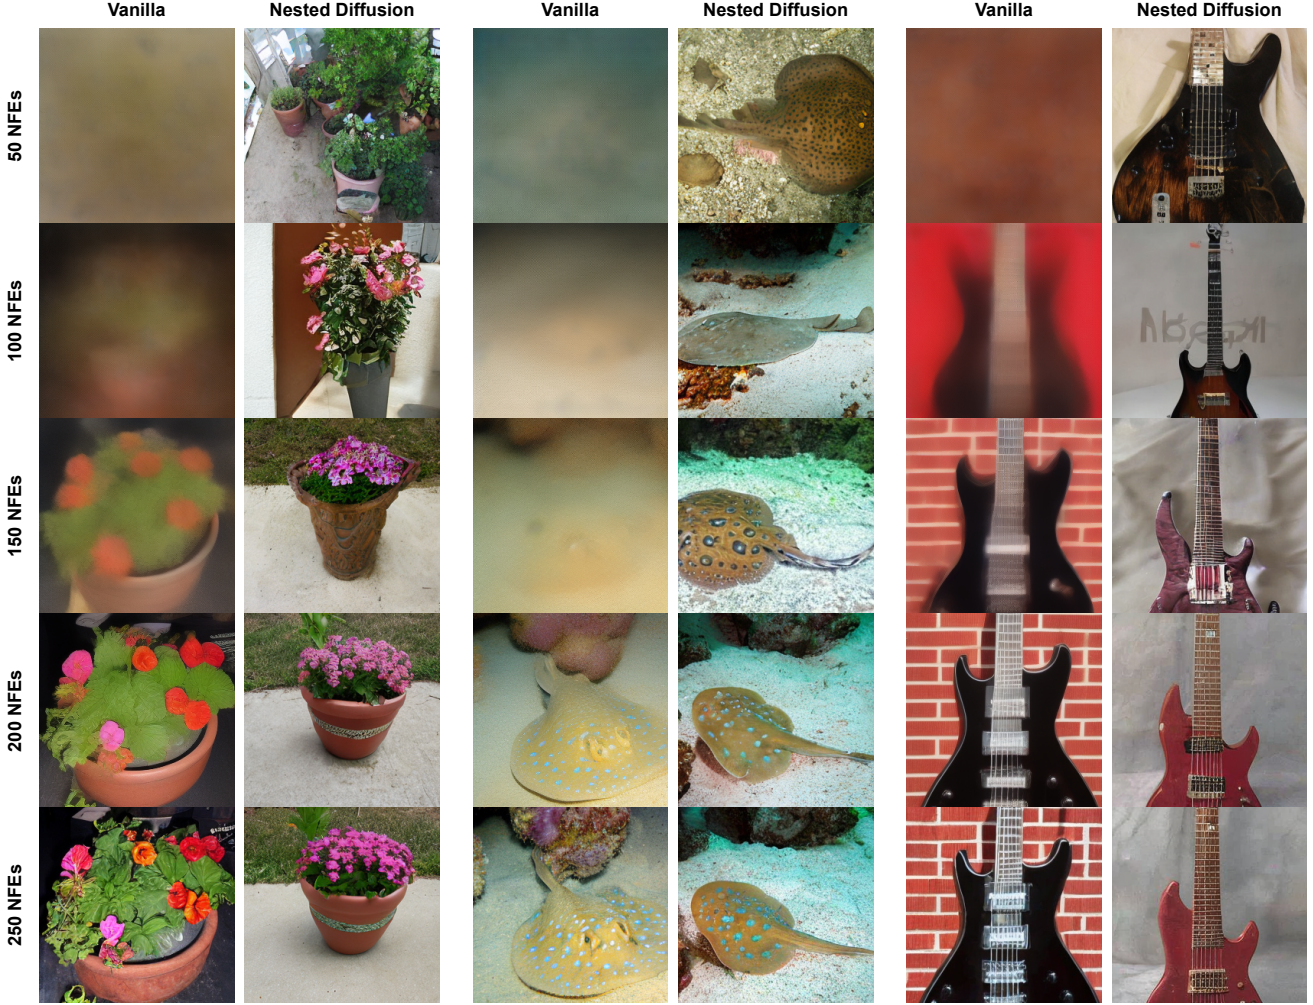 Vanilla Nested Diffusion Vanilla Nested Diffusion Vanilla Nested Diffusion
50 NFEs
100 NFEs
150 NFEs
200 NFEs
250 NFEs